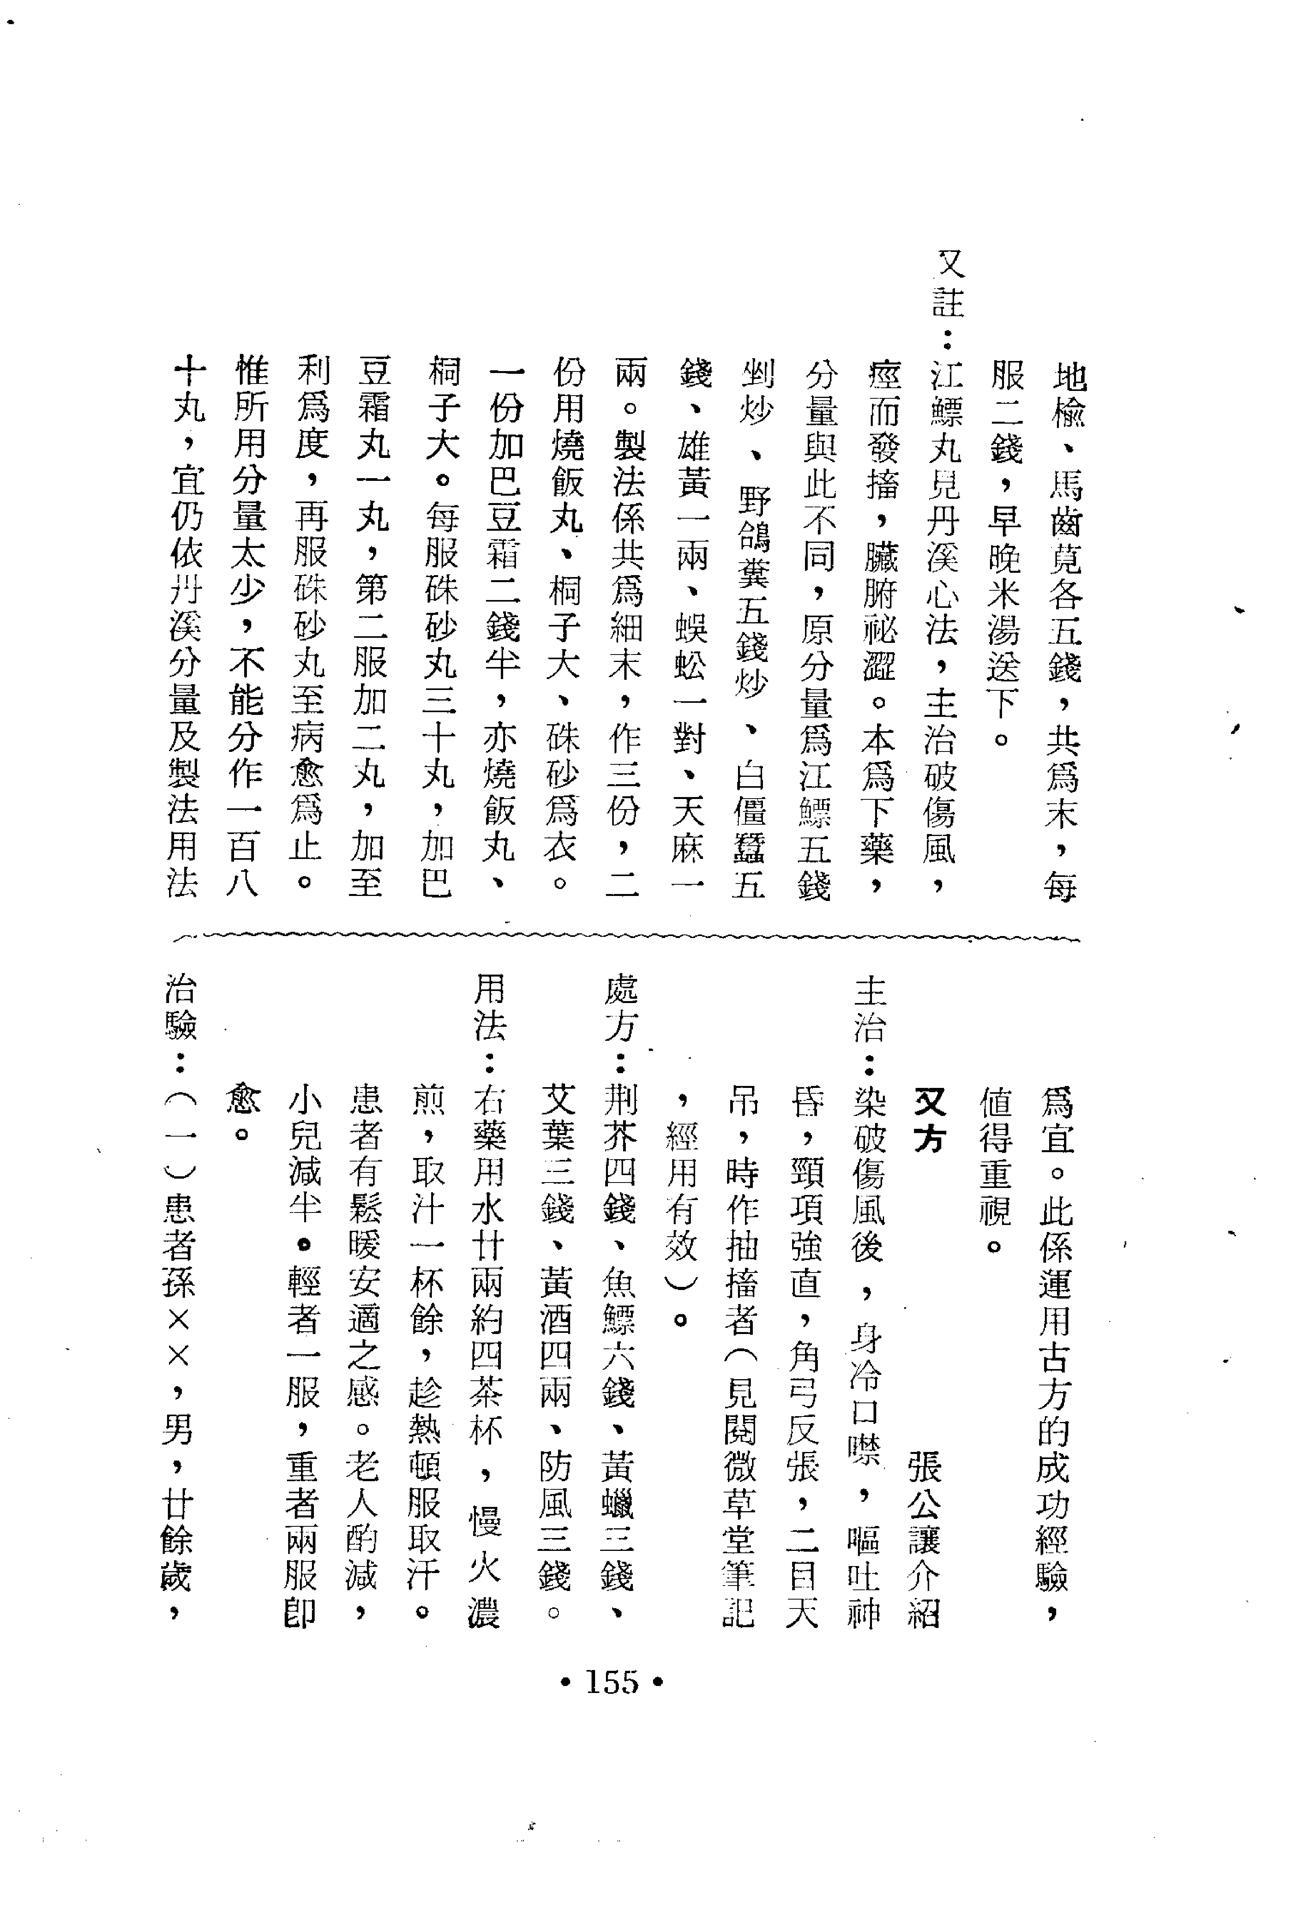 地楡、馬齒莧各五錢，共爲末，每
服二錢，早晚米湯送下。
又註：江鰾丸見丹溪心法，主治破傷風，
痙而發搐，臟腑祕澀。本爲下藥，
分量與此不同，原分量爲江鰾五錢
剉炒、野鴿糞五錢炒、白僵蠶五
錢、雄黃一兩、蜈蚣一對、天麻一
兩。製法係共爲細末，作三份，二
份用燒飯丸、桐子大、硃砂爲衣。
一份加巴豆霜二錢半，亦燒飯丸、
桐子大。每服硃砂丸三十丸，加巴
豆霜丸一丸，第二服加二丸，加至
利爲度，再服硃砂丸至病愈爲止。
惟所用分量太少，不能分作一百八
十丸，宜仍依丹溪分量及製法用法
爲宜。此係運用古方的成功經驗，
値得重視。
又方　張公讓介紹
主治：染破傷風後，身冷口噤，嘔吐神
昏，頸項強直，角弓反張，二目天
吊，時作抽搐者（見閱微草堂筆記
，經用有效）。
處方：荆芥四錢、魚鰾六錢、黃蠟三錢、
艾葉三錢、黃酒四兩、防風三錢。
用法：右藥用水廿兩約四茶杯，慢火濃
煎，取汁一杯餘，趁熱頓服取汗。
患者有鬆暖安適之感。老人酌減，
小兒減半。輕者一服，重者兩服卽
愈。
治驗：（一）患者孫××，男，廿餘歲，
•155•